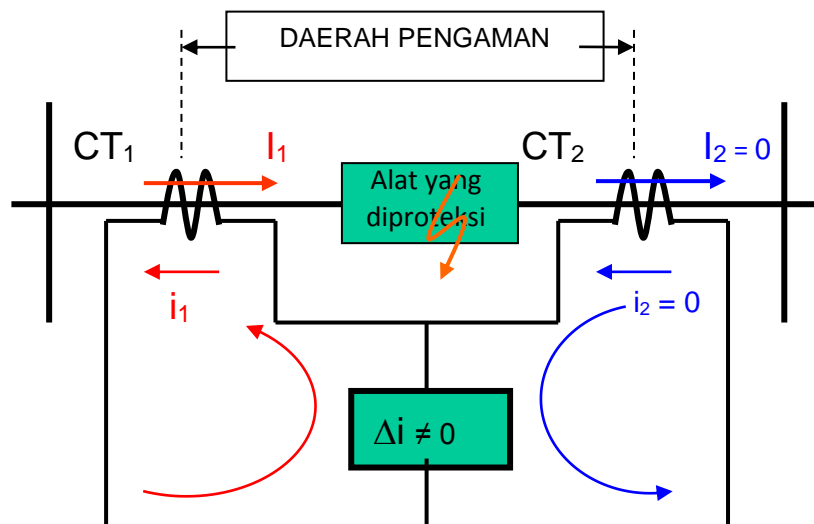 DAERAH PENGAMAN
CT₁
I₁
CT₂
I₂ = 0
Alat yang
diproteksi
i₁
i₂ = 0
Δi ≠ 0